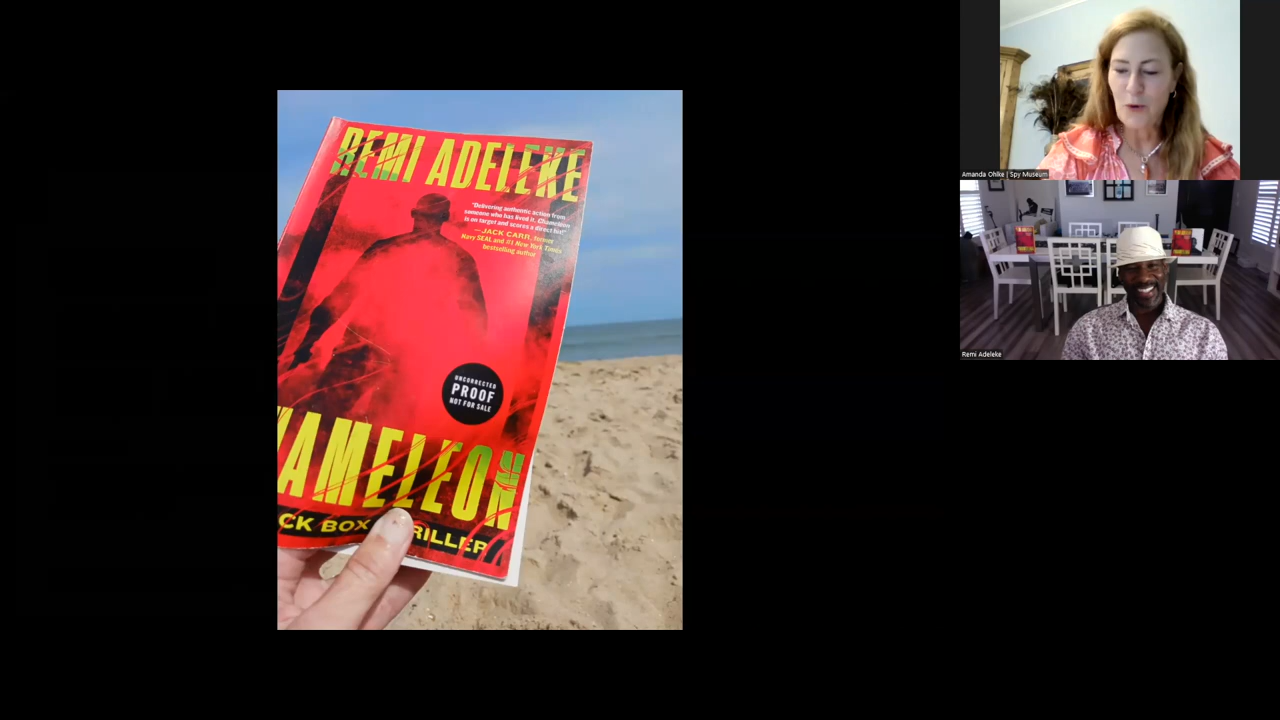 REMI ADELEKE
"Delivering authentic action from
someone who has lived it, Chameleon
is on target and scores a direct hit!"
—JACK CARR, former
Navy SEAL and #1 New York Times
bestselling author
UNCORRECTED
PROOF
NOT FOR SALE
AMELEON
CK BOX RILLER
Amanda Ohlke | Spy Museum
Remi Adeleke